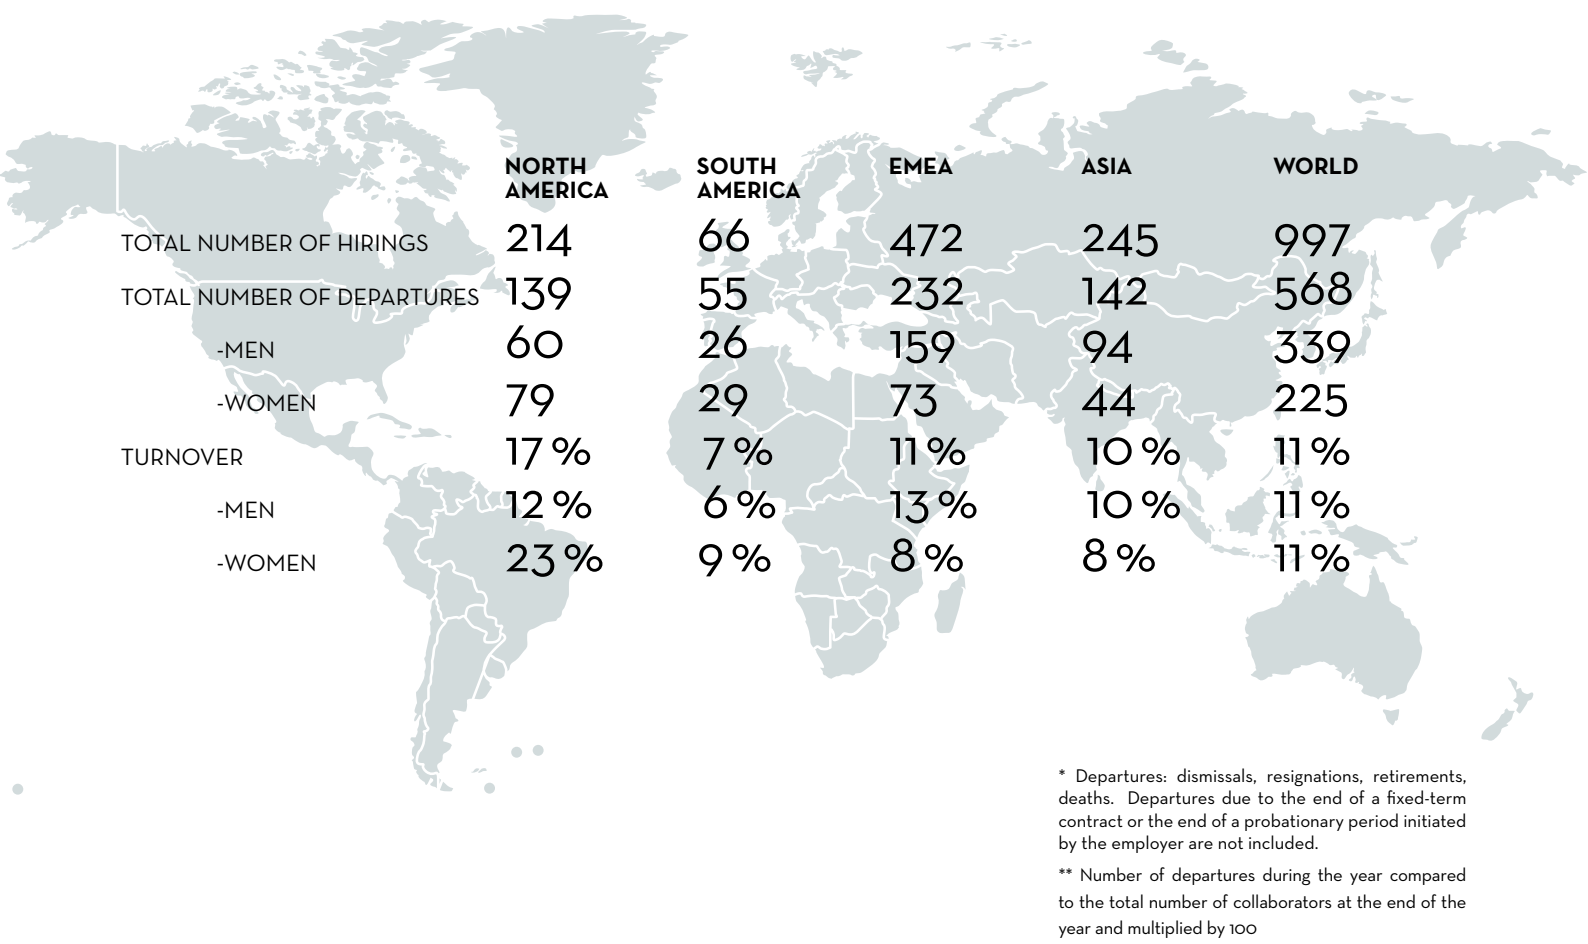 NORTH AMERICA SOUTH AMERICA EMEA ASIA WORLD
TOTAL NUMBER OF HIRINGS 214 66 472 245 997
TOTAL NUMBER OF DEPARTURES 139 55 232 142 568
-MEN 60 26 159 94 339
-WOMEN 79 29 73 44 225
TURNOVER 17 % 7 % 11 % 10 % 11 %
-MEN 12 % 6 % 13 % 10 % 11 %
-WOMEN 23 % 9 % 8 % 8 % 11 %
* Departures: dismissals, resignations, retirements,
deaths. Departures due to the end of a fixed-term
contract or the end of a probationary period initiated
by the employer are not included.
** Number of departures during the year compared
to the total number of collaborators at the end of the
year and multiplied by 100